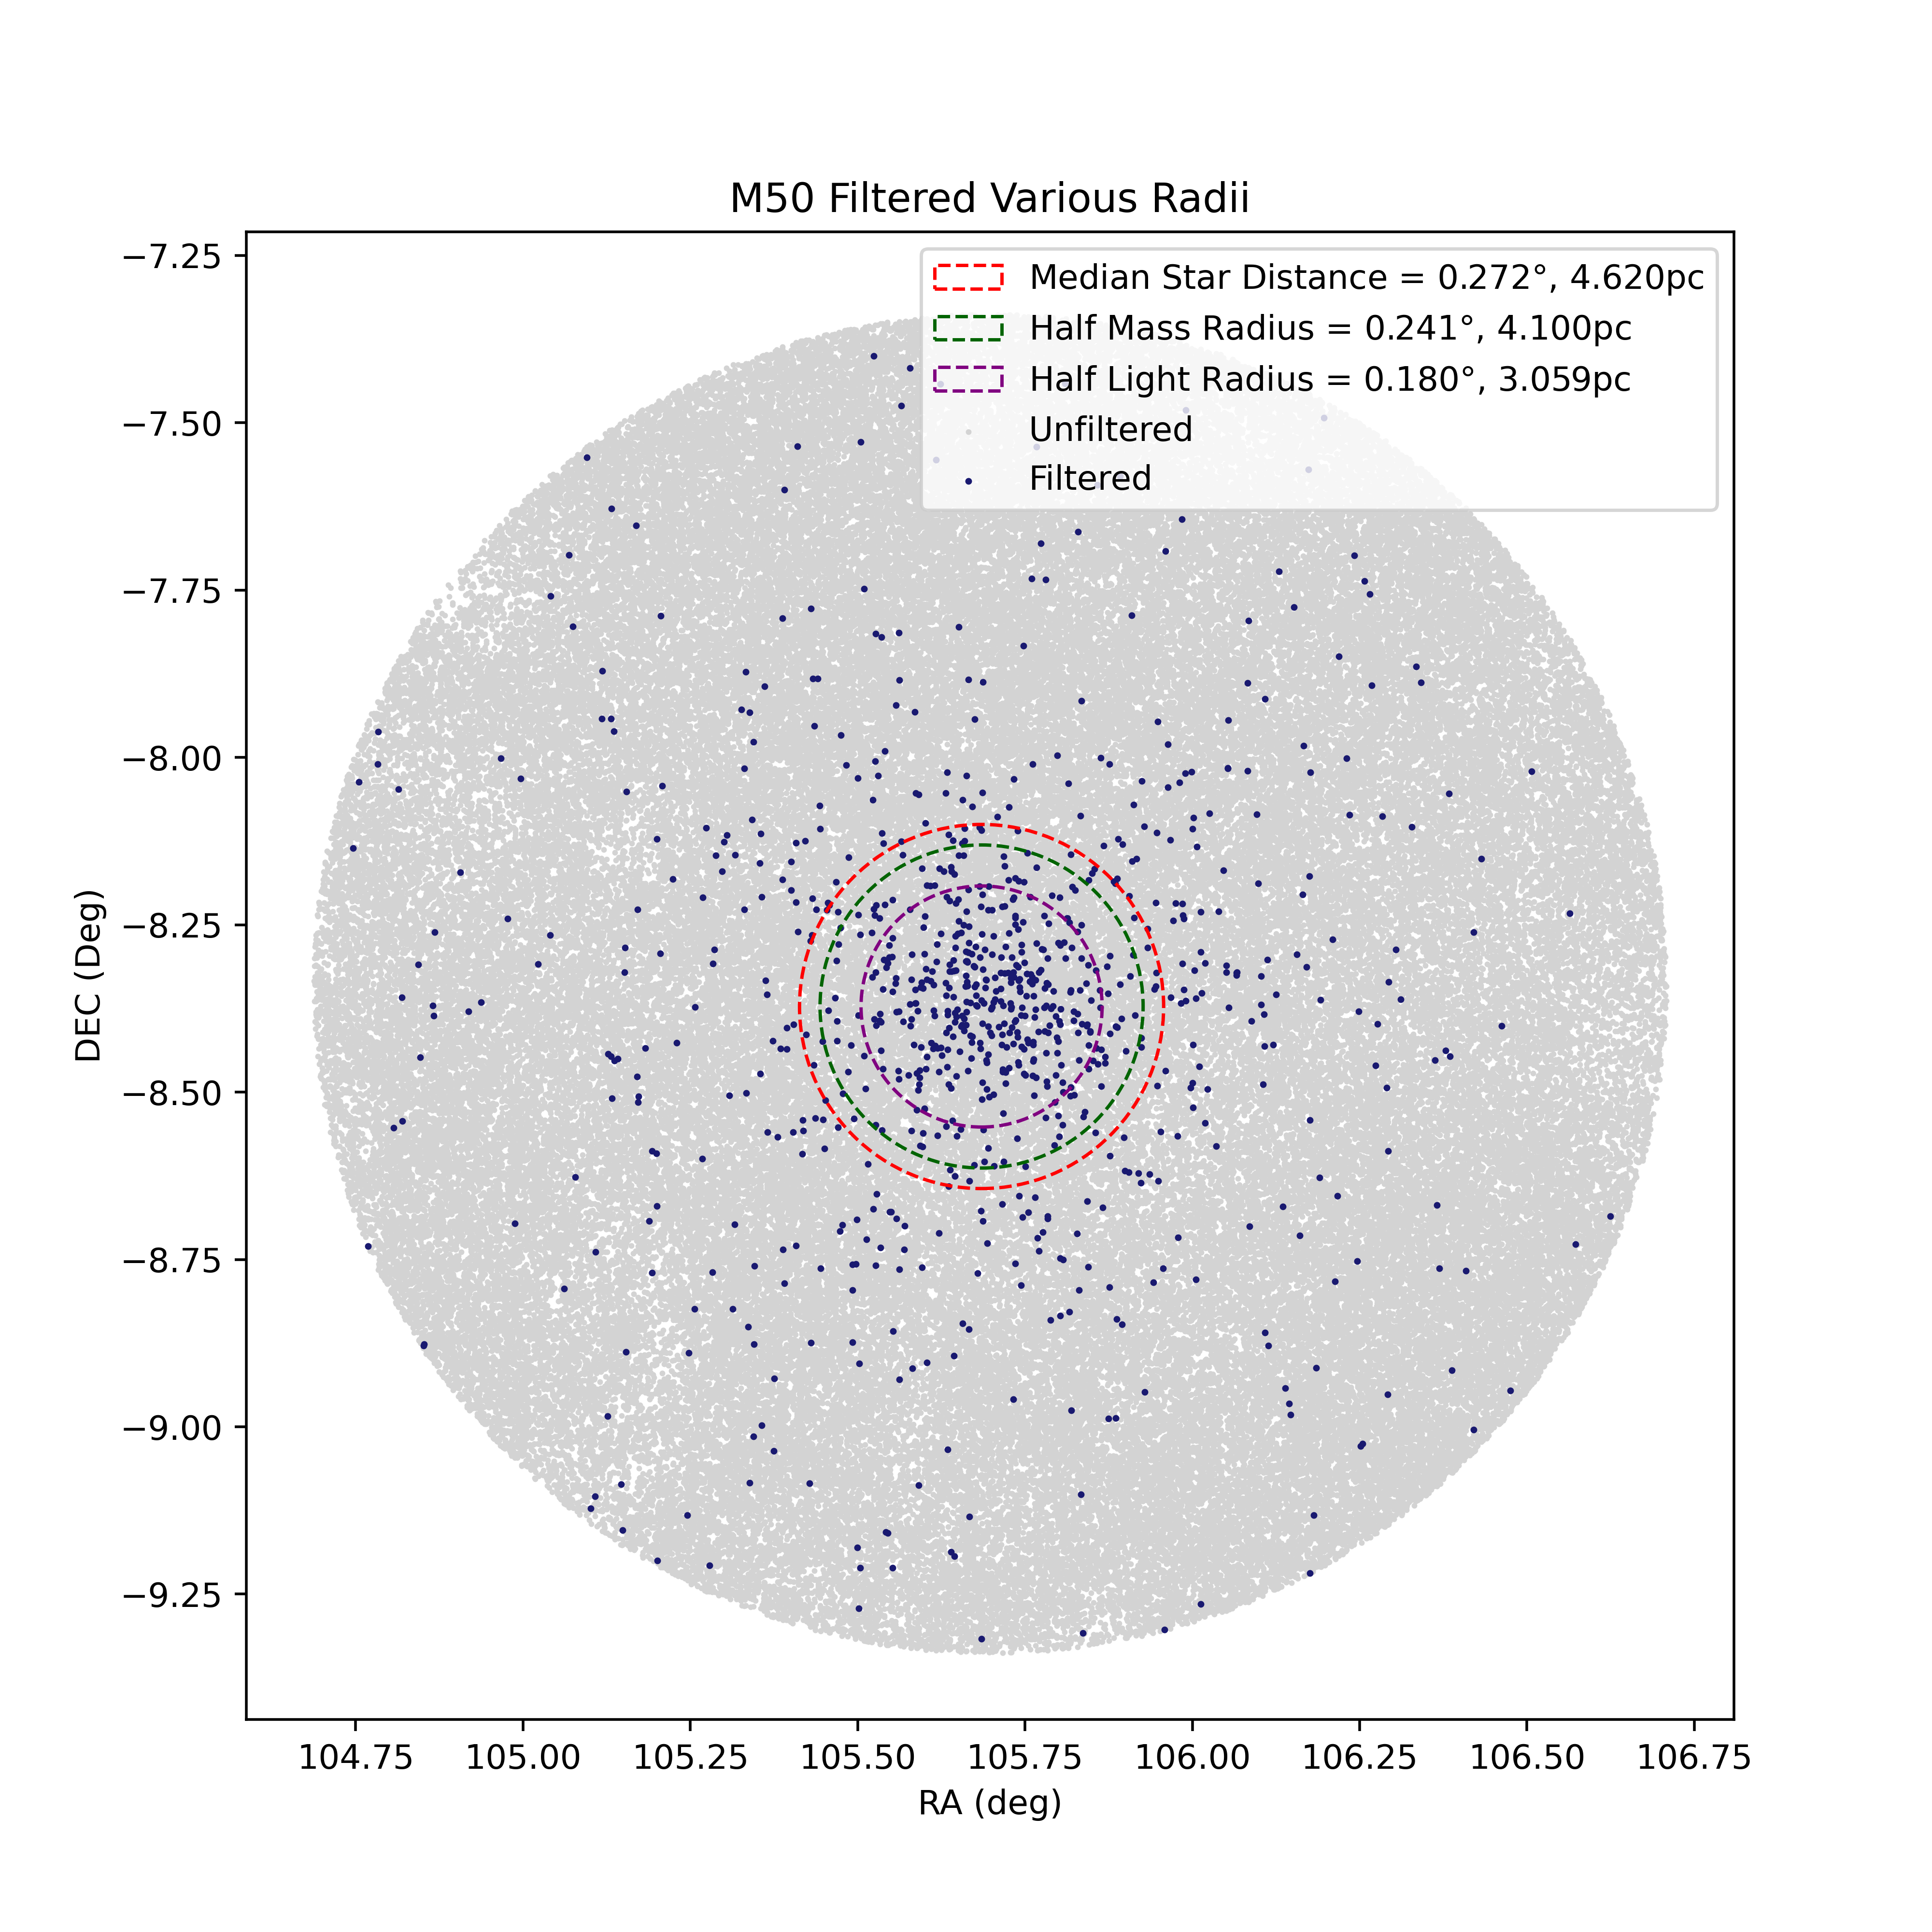 M50 Filtered Various Radii
Median Star Distance = 0.272°, 4.620pc
Half Mass Radius = 0.241°, 4.100pc
Half Light Radius = 0.180°, 3.059pc
Unfiltered
Filtered
−7.25
−7.50
−7.75
−8.00
−8.25
−8.50
−8.75
−9.00
−9.25
DEC (Deg)
104.75 105.00 105.25 105.50 105.75 106.00 106.25 106.50 106.75
RA (deg)